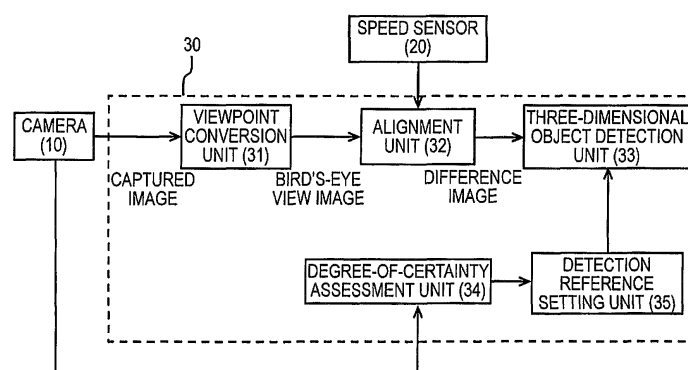 SPEED SENSOR
(20)
30
CAMERA
(10)
VIEWPOINT
CONVERSION
UNIT (31)
ALIGNMENT
UNIT (32)
THREE-DIMENSIONAL
OBJECT DETECTION
UNIT (33)
CAPTURED
IMAGE
BIRD'S-EYE
VIEW IMAGE
DIFFERENCE
IMAGE
DEGREE-OF-CERTAINTY
ASSESSMENT UNIT (34)
DETECTION
REFERENCE
SETTING UNIT (35)